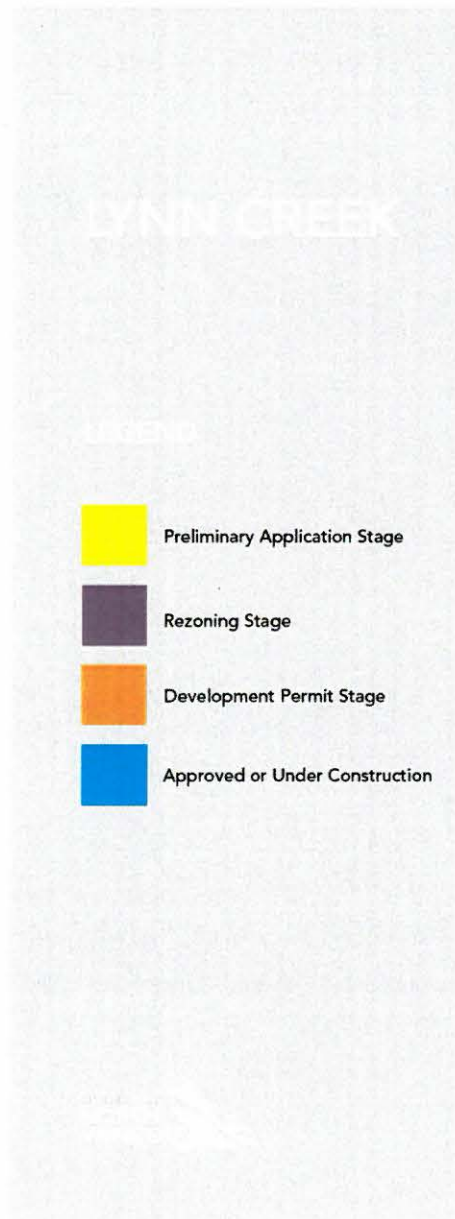 LYNN CREEK
LEGEND
Preliminary Application Stage
Rezoning Stage
Development Permit Stage
Approved or Under Construction